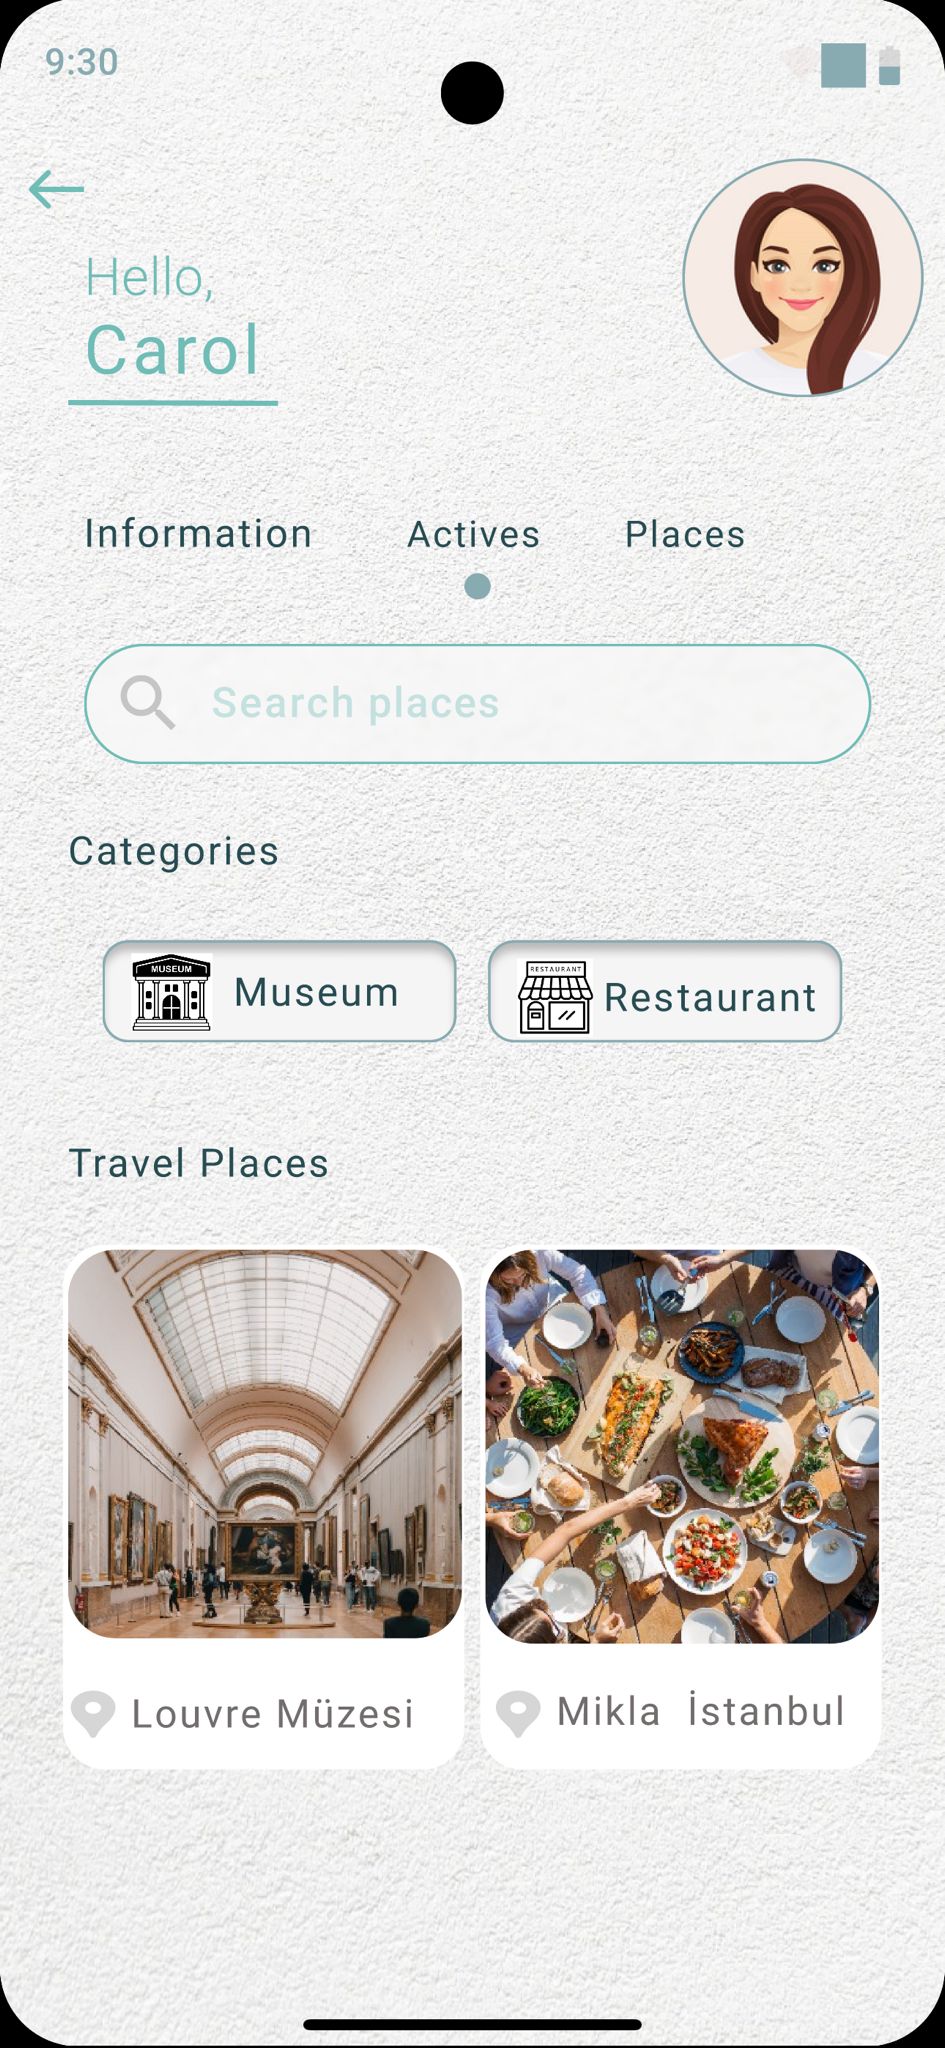 9:30
Hello,
Carol
Information Actives Places
Search places
Categories
MUSEUM Museum
RESTAURANT Restaurant
Travel Places
Louvre Müzesi
Mikla İstanbul